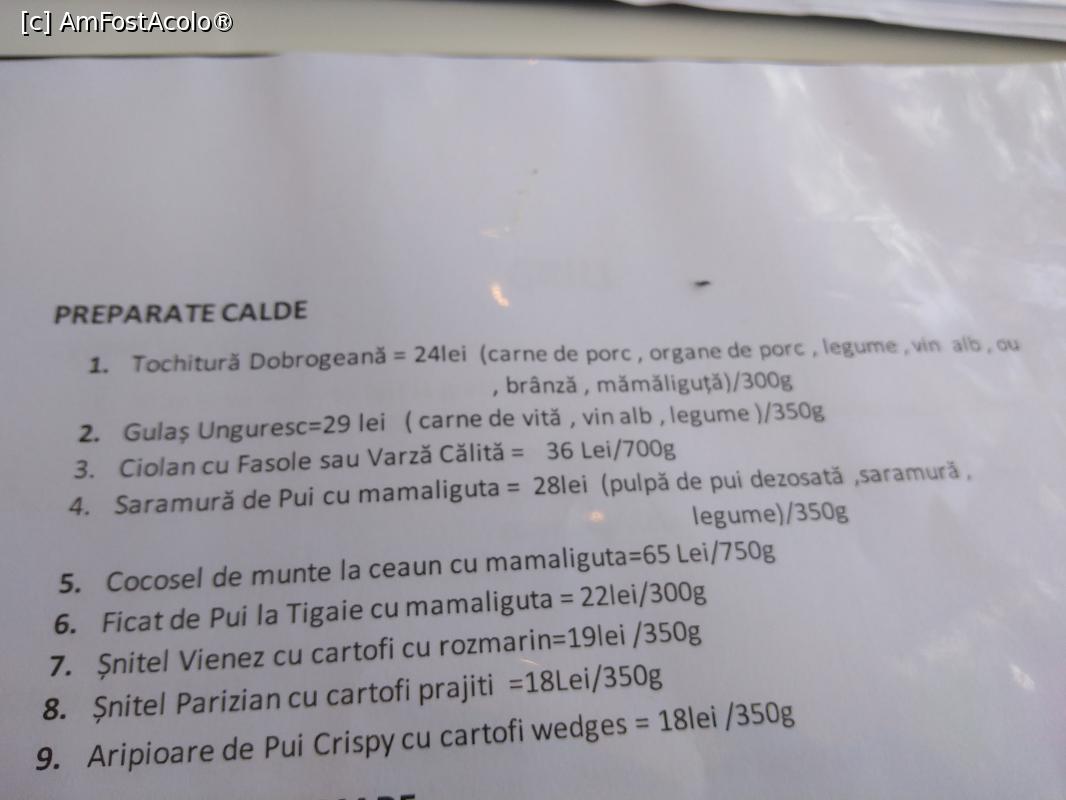 [c] AmFostAcolo®
PREPARATE CALDE
1. Tochitură Dobrogeană = 24lei (carne de porc , organe de porc , legume , vin alb , ou
, brânză , mămăliguță)/300g
2. Gulaș Unguresc=29 lei ( carne de vită , vin alb , legume )/350g
3. Ciolan cu Fasole sau Varză Călită = 36 Lei/700g
4. Saramură de Pui cu mamaliguta = 28lei (pulpă de pui dezosată ,saramură ,
legume)/350g
5. Cocosel de munte la ceaun cu mamaliguta=65 Lei/750g
6. Ficat de Pui la Tigaie cu mamaliguta = 22lei/300g
7. Șnitel Vienez cu cartofi cu rozmarin=19lei /350g
8. Șnitel Parizian cu cartofi prajiti =18Lei/350g
9. Aripioare de Pui Crispy cu cartofi wedges = 18lei /350g